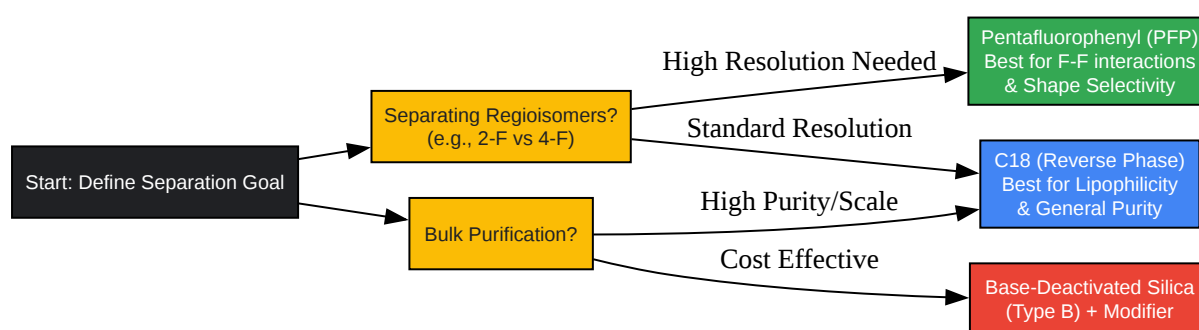 Start: Define Separation Goal
Separating Regioisomers?
(e.g., 2-F vs 4-F)
Bulk Purification?
High Resolution Needed
Standard Resolution
High Purity/Scale
Cost Effective
Pentafluorophenyl (PFP)
Best for F-F interactions
& Shape Selectivity
C18 (Reverse Phase)
Best for Lipophilicity
& General Purity
Base-Deactivated Silica
(Type B) + Modifier